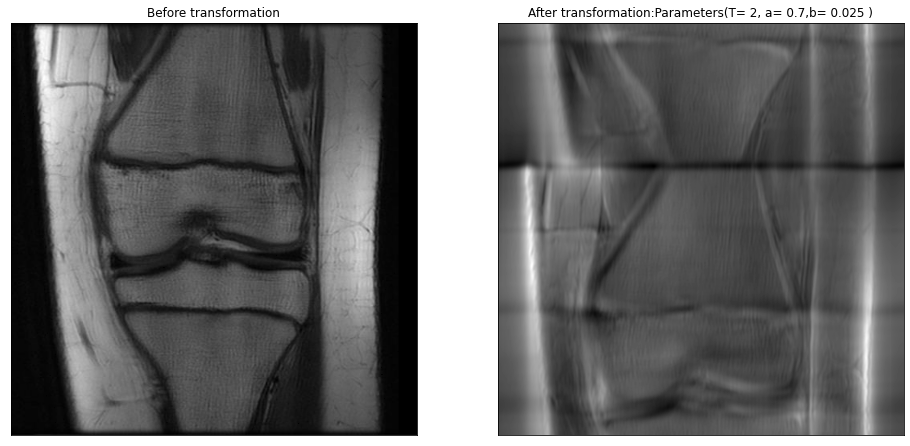 Before transformation
After transformation:Parameters(T= 2, a= 0.7,b= 0.025 )